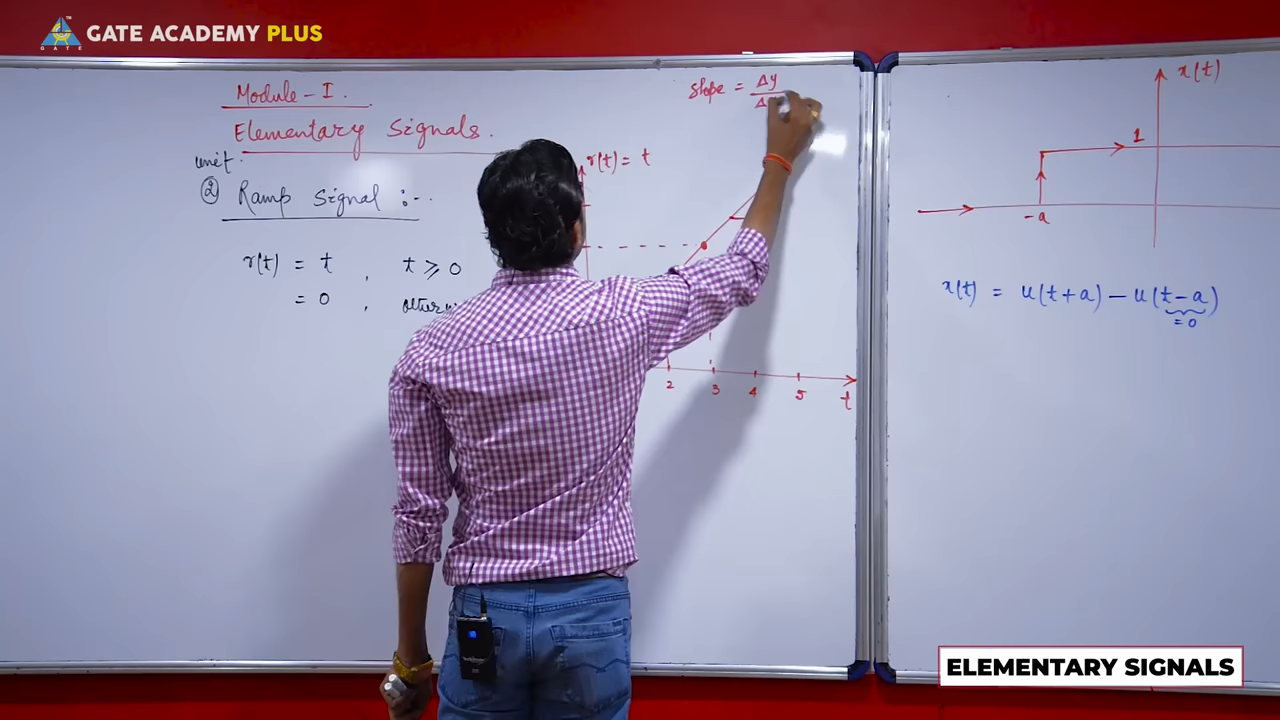 GATE ACADEMY PLUS
GATE
Module - I.
Elementary Signals.
unit.
② Ramp Signal :-
r(t) = t , t ≥ 0
= 0 ,
slope = Δy
r(t) = t
2 3 4 5 t
x(t)
1
-a
x(t) = u(t+a) - u(t-a)
=0
ELEMENTARY SIGNALS